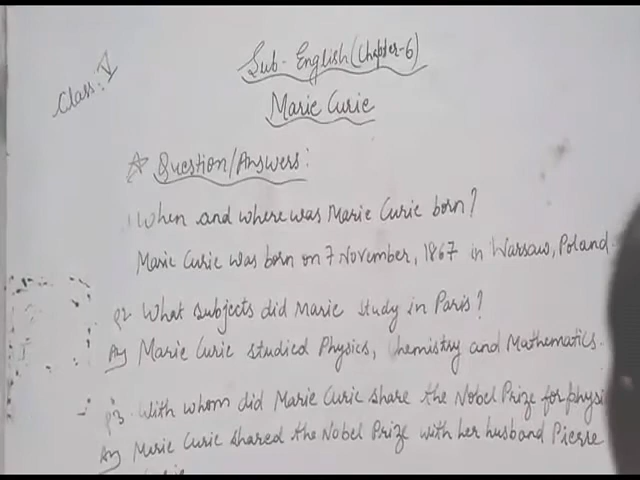 Class: V
Sub- English (Chapter-6)
Marie Curie
Question/Answers:
1 When and where was Marie Curie born?
Marie Curie was born on 7 November, 1867 in Warsaw, Poland.
Q2 What subjects did Marie study in Paris?
A) Marie Curie studied Physics, Chemistry and Mathematics.
Q3. With whom did Marie Curie share the Nobel Prize for physi
A) Marie Curie shared the Nobel Prize with her husband Pierre